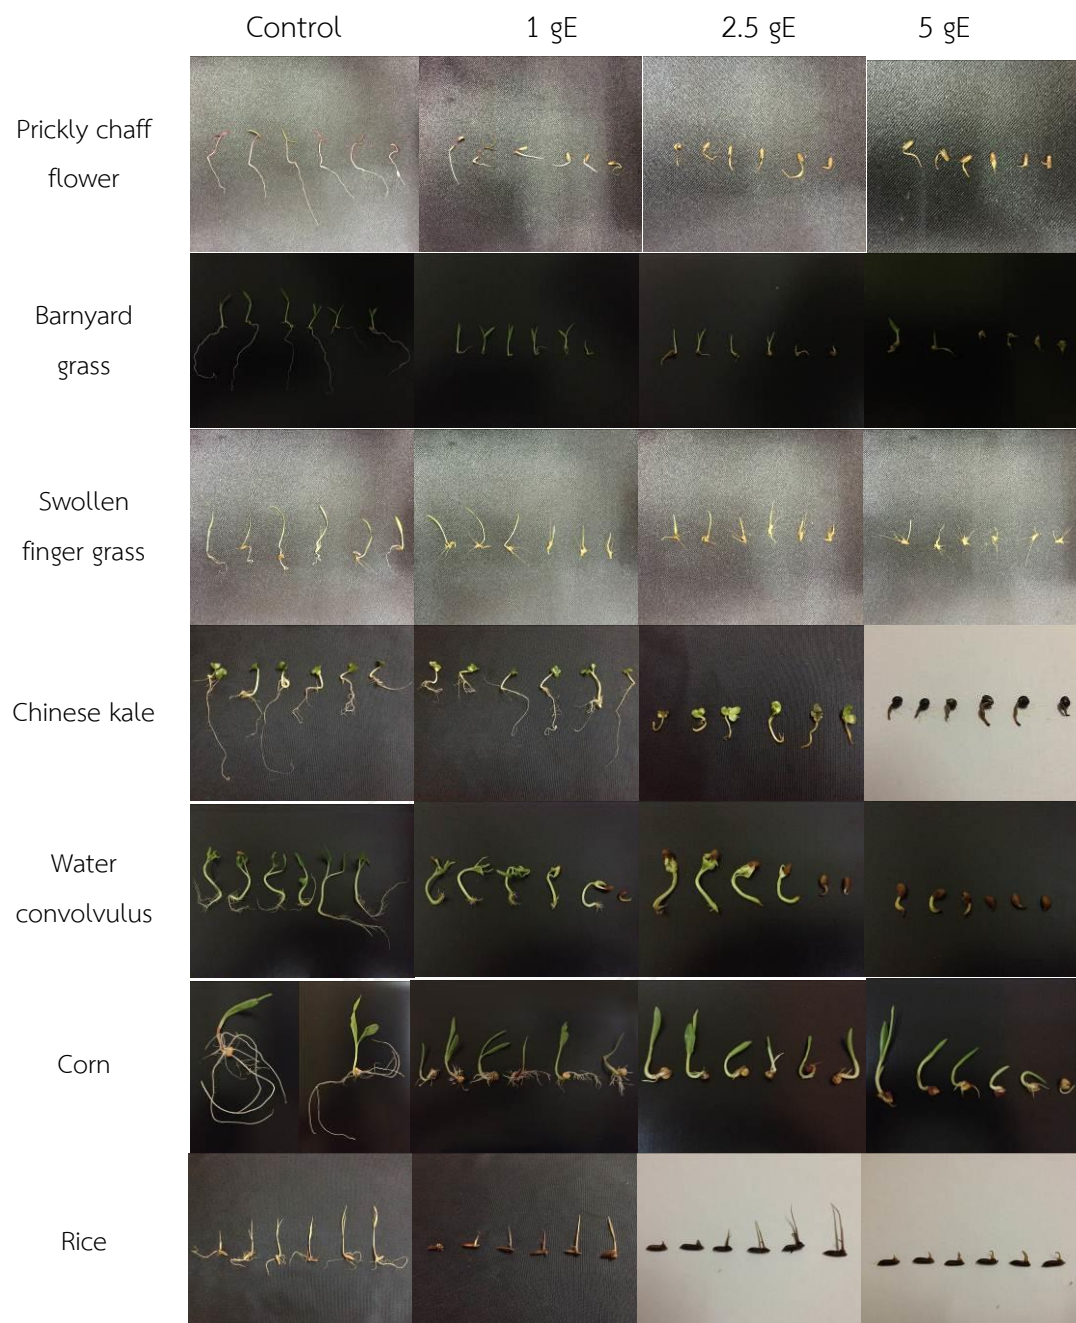 Control 1 gE 2.5 gE 5 gE
Prickly chaff
flower
Barnyard
grass
Swollen
finger grass
Chinese kale
Water
convolvulus
Corn
Rice